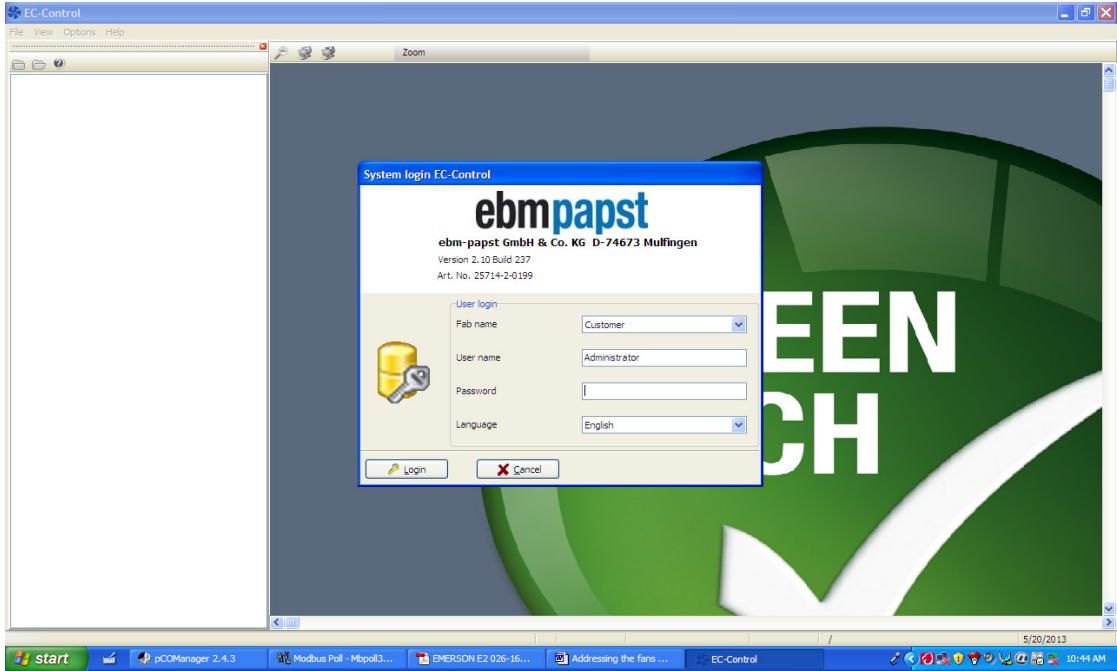 EC-Control
File View Options Help
Zoom
System login EC-Control
ebmpapst
ebm-papst GmbH & Co. KG D-74673 Mulfingen
Version 2.10 Build 237
Art. No. 25714-2-0199
User login
Fab name Customer
User name Administrator
Password
Language English
Login Cancel
EEN
CH
/ 5/20/2013
start pCOManager 2.4.3 Modbus Poll - Mbpoll3... EMERSON E2 026-16... Addressing the fans ... EC-Control 10:44 AM